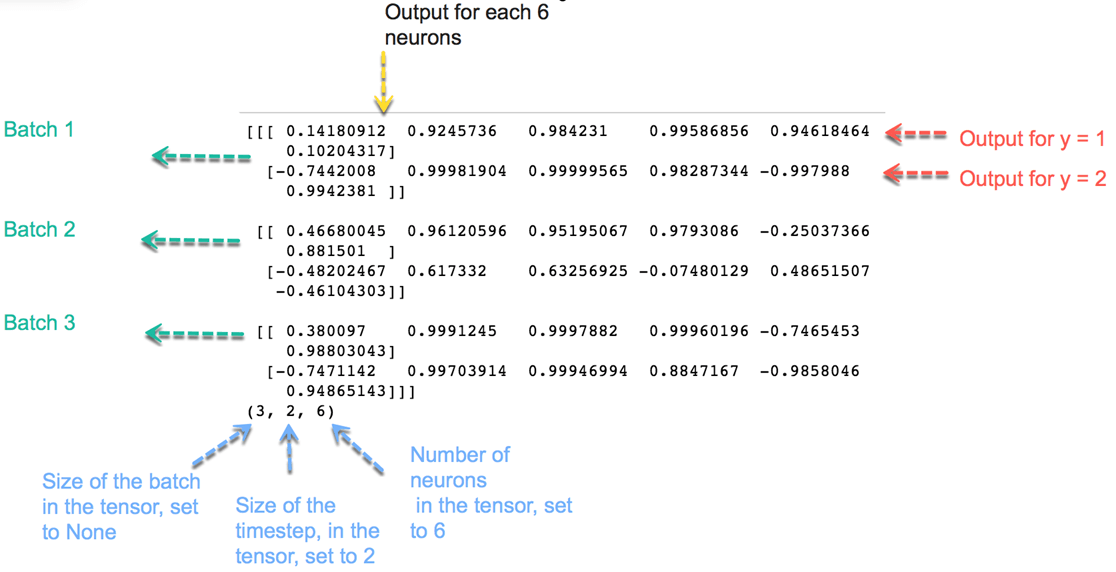 Output for each 6
neurons
Batch 1
[[[ 0.14180912 0.9245736 0.984231 0.99586856 0.94618464
Output for y = 1
0.10204317]
[-0.7442008 0.99981904 0.99999565 0.98287344 -0.997988
Output for y = 2
0.9942381 ]]
Batch 2
[[ 0.46680045 0.96120596 0.95195067 0.9793086 -0.25037366
0.881501 ]
[-0.48202467 0.617332 0.63256925 -0.07480129 0.48651507
-0.46104303]]
Batch 3
[[ 0.380097 0.9991245 0.9997882 0.99960196 -0.7465453
0.98803043]
[-0.7471142 0.99703914 0.99946994 0.8847167 -0.9858046
0.94865143]]]
(3, 2, 6)
Size of the batch
in the tensor, set
to None
Size of the
timestep, in the
tensor, set to 2
Number of
neurons
in the tensor, set
to 6